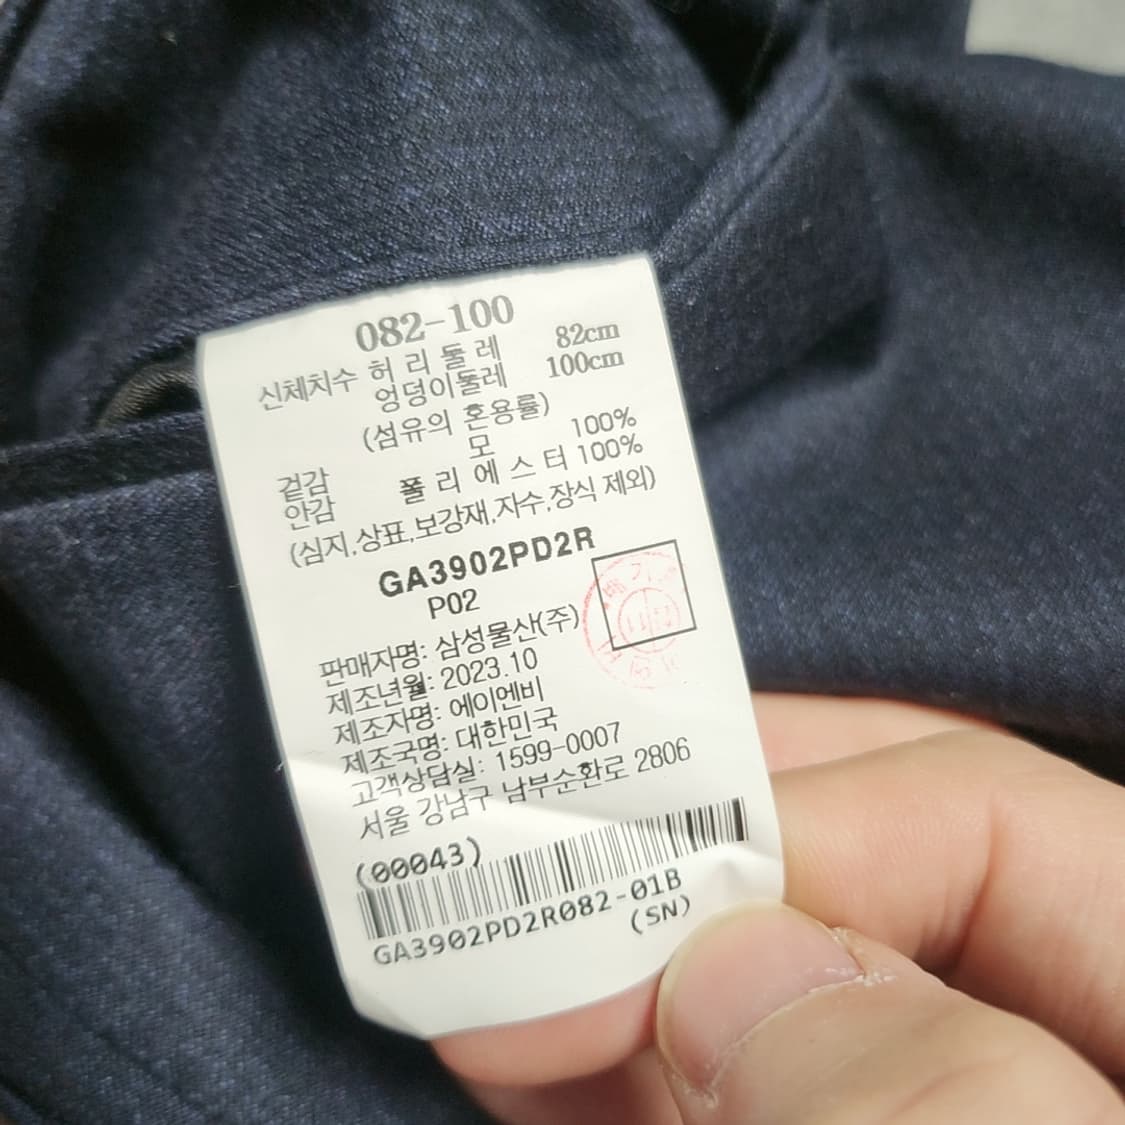 082-100
신체치수 허리둘레 82cm
엉덩이둘레 100cm
(섬유의 혼용률)
겉감 모 100%
안감 폴리에스터 100%
(심지,상표,보강재,자수,장식 제외)
GA3902PD2R
P02
판매자명: 삼성물산(주)
제조년월: 2023.10
제조자명: 에이엔비
제조국명: 대한민국
고객상담실: 1599-0007
서울 강남구 남부순환로 2806
(00043)
GA3902PD2R082-01B
(SN)